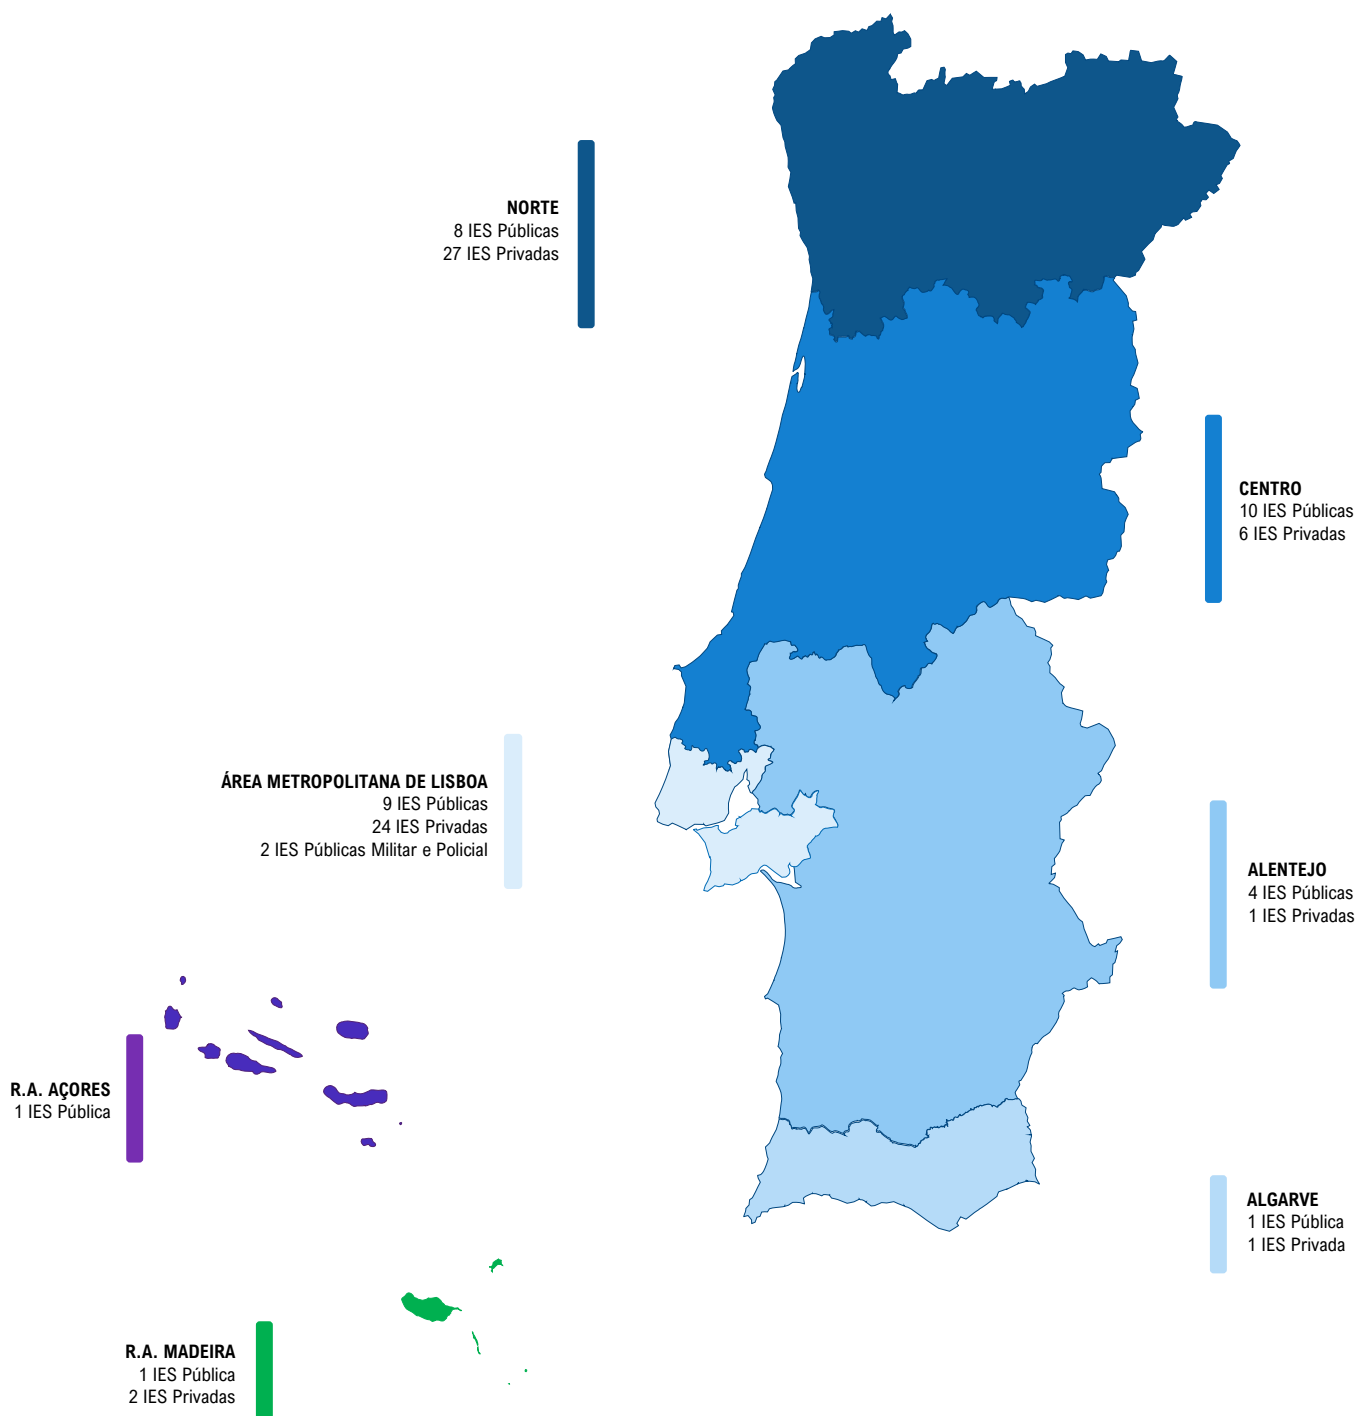 NORTE
8 IES Públicas
27 IES Privadas
CENTRO
10 IES Públicas
6 IES Privadas
ÁREA METROPOLITANA DE LISBOA
9 IES Públicas
24 IES Privadas
2 IES Públicas Militar e Policial
ALENTEJO
4 IES Públicas
1 IES Privadas
R.A. AÇORES
1 IES Pública
ALGARVE
1 IES Pública
1 IES Privada
R.A. MADEIRA
1 IES Pública
2 IES Privadas